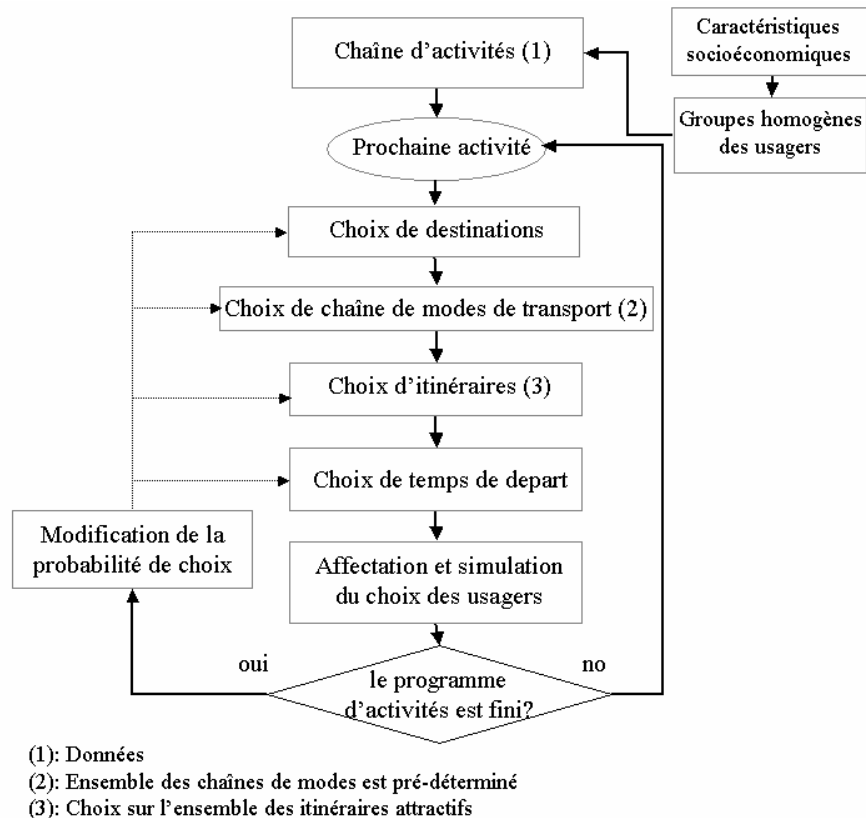 Caractéristiques
socioéconomiques
Chaîne d'activités (1)
Groupes homogènes
des usagers
Prochaine activité
Choix de destinations
Choix de chaîne de modes de transport (2)
Choix d'itinéraires (3)
Choix de temps de depart
Modification de la
probabilité de choix
Affectation et simulation
du choix des usagers
oui
no
le programme
d'activités est fini?
(1): Données
(2): Ensemble des chaînes de modes est pré-déterminé
(3): Choix sur l'ensemble des itinéraires attractifs